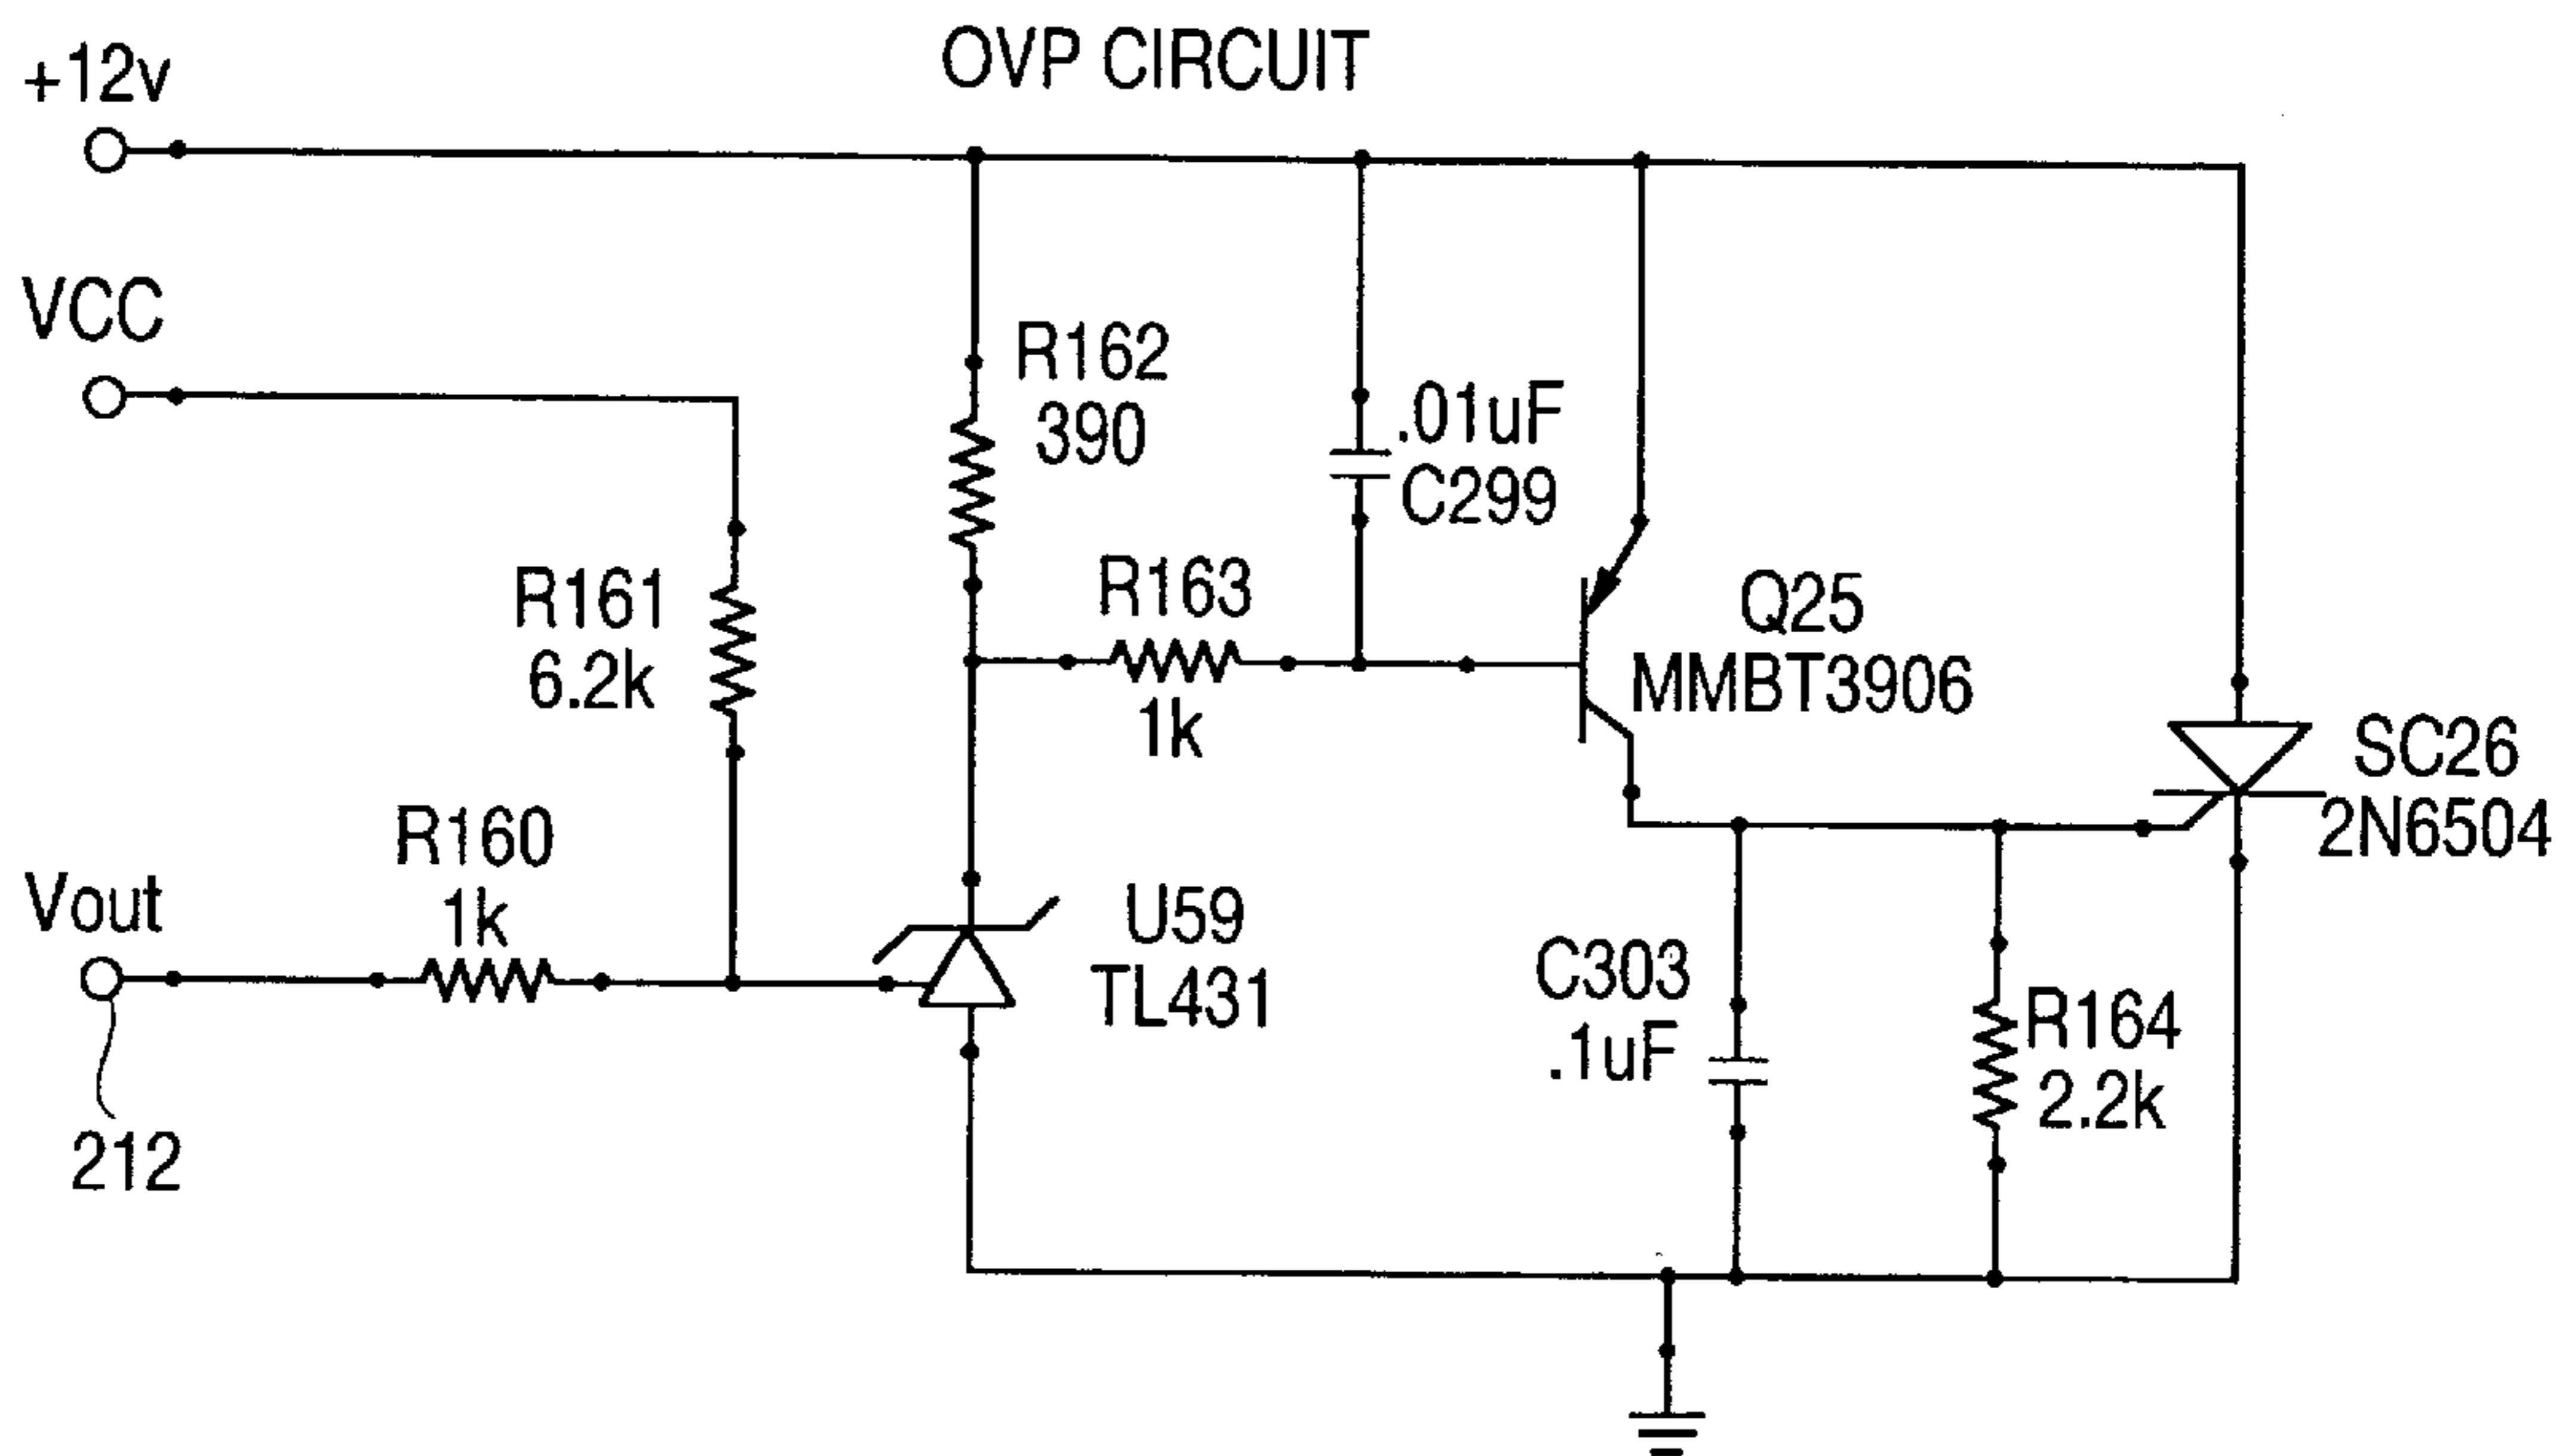 OVP CIRCUIT
+12v
VCC
R162
390
.01uF
C299
R161
6.2k
R163
1k
Q25
MMBT3906
SC26
2N6504
R160
1k
Vout
U59
TL431
C303
.1uF
R164
2.2k
212